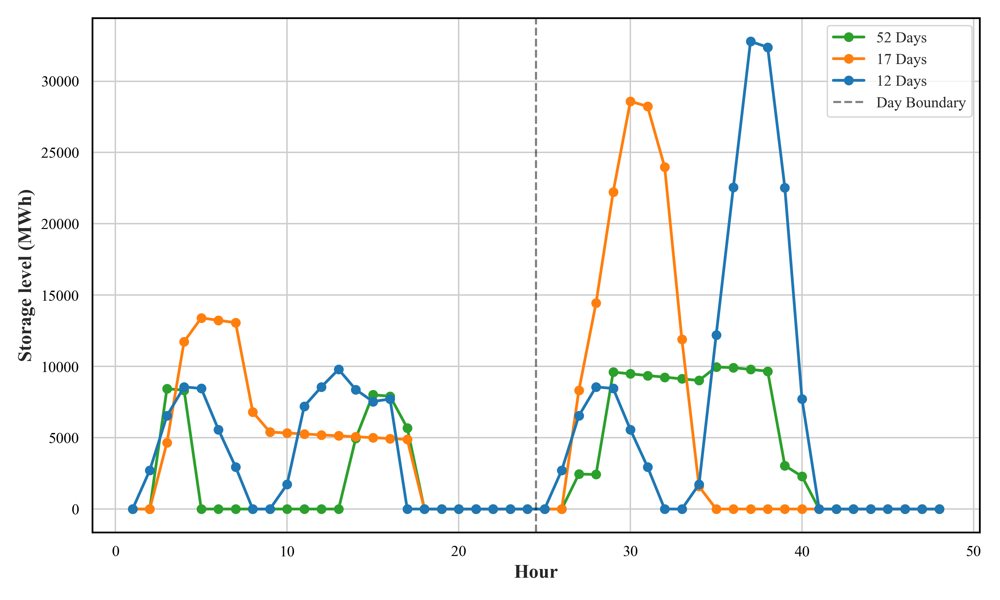 52 Days
17 Days
12 Days
Day Boundary
Storage level (MWh)
30000
25000
20000
15000
10000
5000
0
0 10 20 30 40 50
Hour